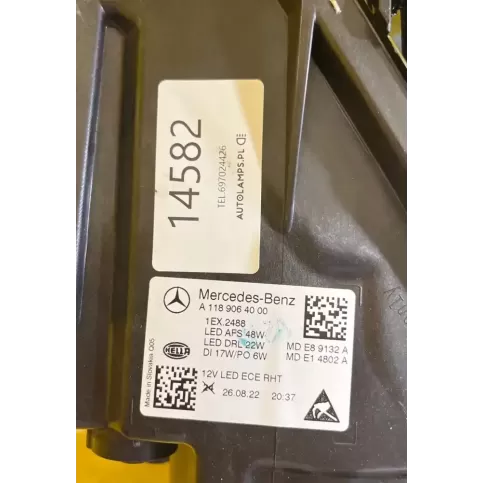 14582
TEL.697024426
AUTOLAMPS.PL
Mercedes-Benz
A 118 906 40 00
1EX.2488
LED APS 48W
LED DRL 22W
DI 17W/PO 6W
MD E8 9132 A
MD E1 4802 A
HELLA
Made in Slovakia
12V LED ECE RHT
26.08.22 20:37